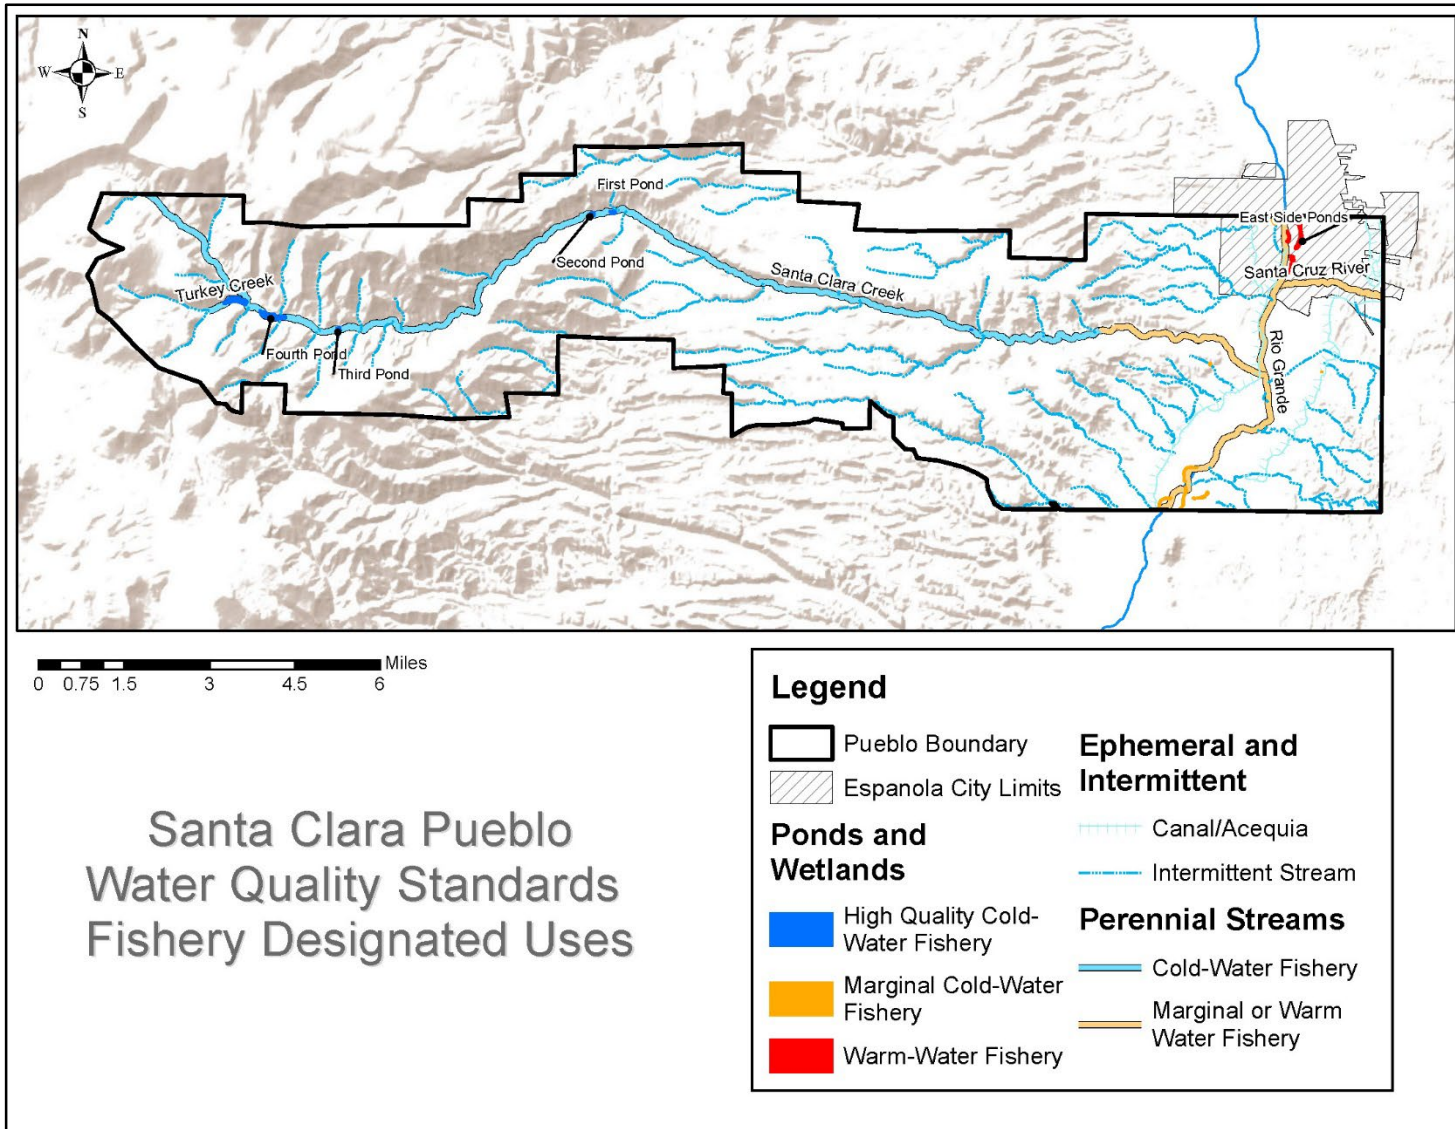 N
W
E
S
First Pond
East Side Ponds
Second Pond
Santa Cruz River
Santa Clara Creek
Turkey Creek
Fourth Pond
Third Pond
Rio Grande
Miles
0 0.75 1.5 3 4.5 6
Santa Clara Pueblo
Water Quality Standards
Fishery Designated Uses
Legend
Pueblo Boundary
Espanola City Limits
Ponds and
Wetlands
High Quality Cold-
Water Fishery
Marginal Cold-Water
Fishery
Warm-Water Fishery
Ephemeral and
Intermittent
Canal/Acequia
Intermittent Stream
Perennial Streams
Cold-Water Fishery
Marginal or Warm
Water Fishery